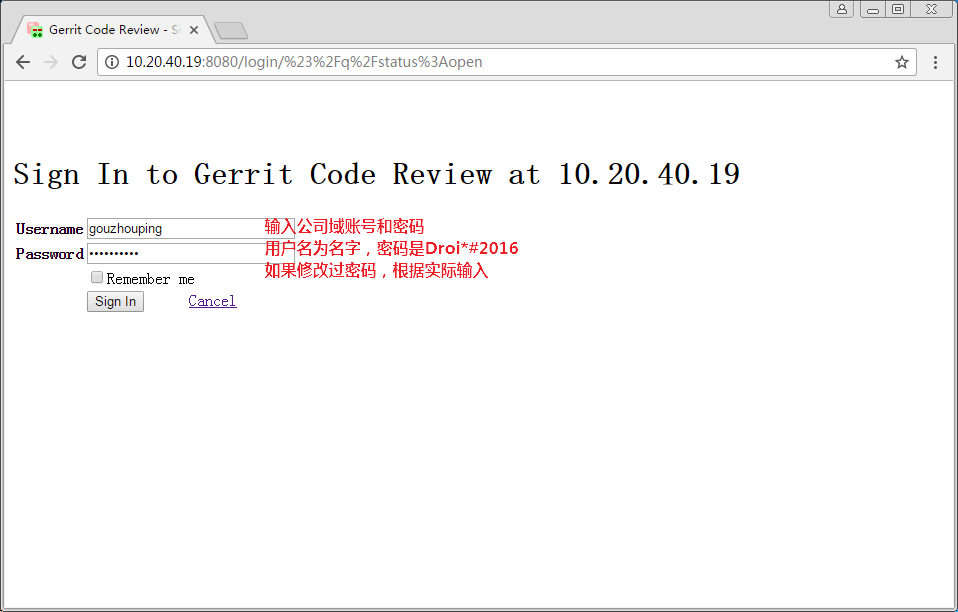 Gerrit Code Review - S
10.20.40.19:8080/login/%23%2Fq%2Fstatus%3Aopen
Sign In to Gerrit Code Review at 10.20.40.19
Username gouzhouping 输入公司域账号和密码
用户名为名字，密码是Droi*#2016
Password ••••••••••
如果修改过密码，根据实际输入
Remember me
Sign In Cancel